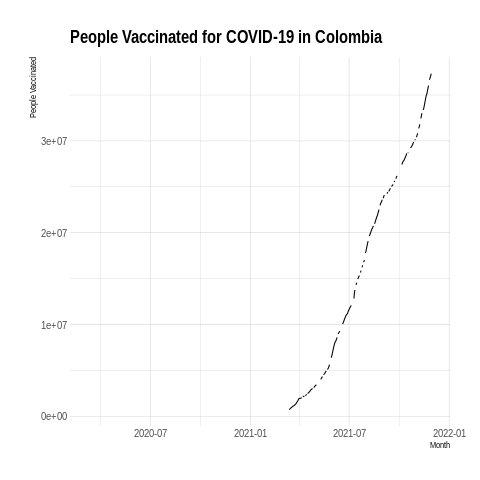 People Vaccinated for COVID-19 in Colombia
People Vaccinated
3e+07
2e+07
1e+07
0e+00
2020-07 2021-01 2021-07 2022-01
Month